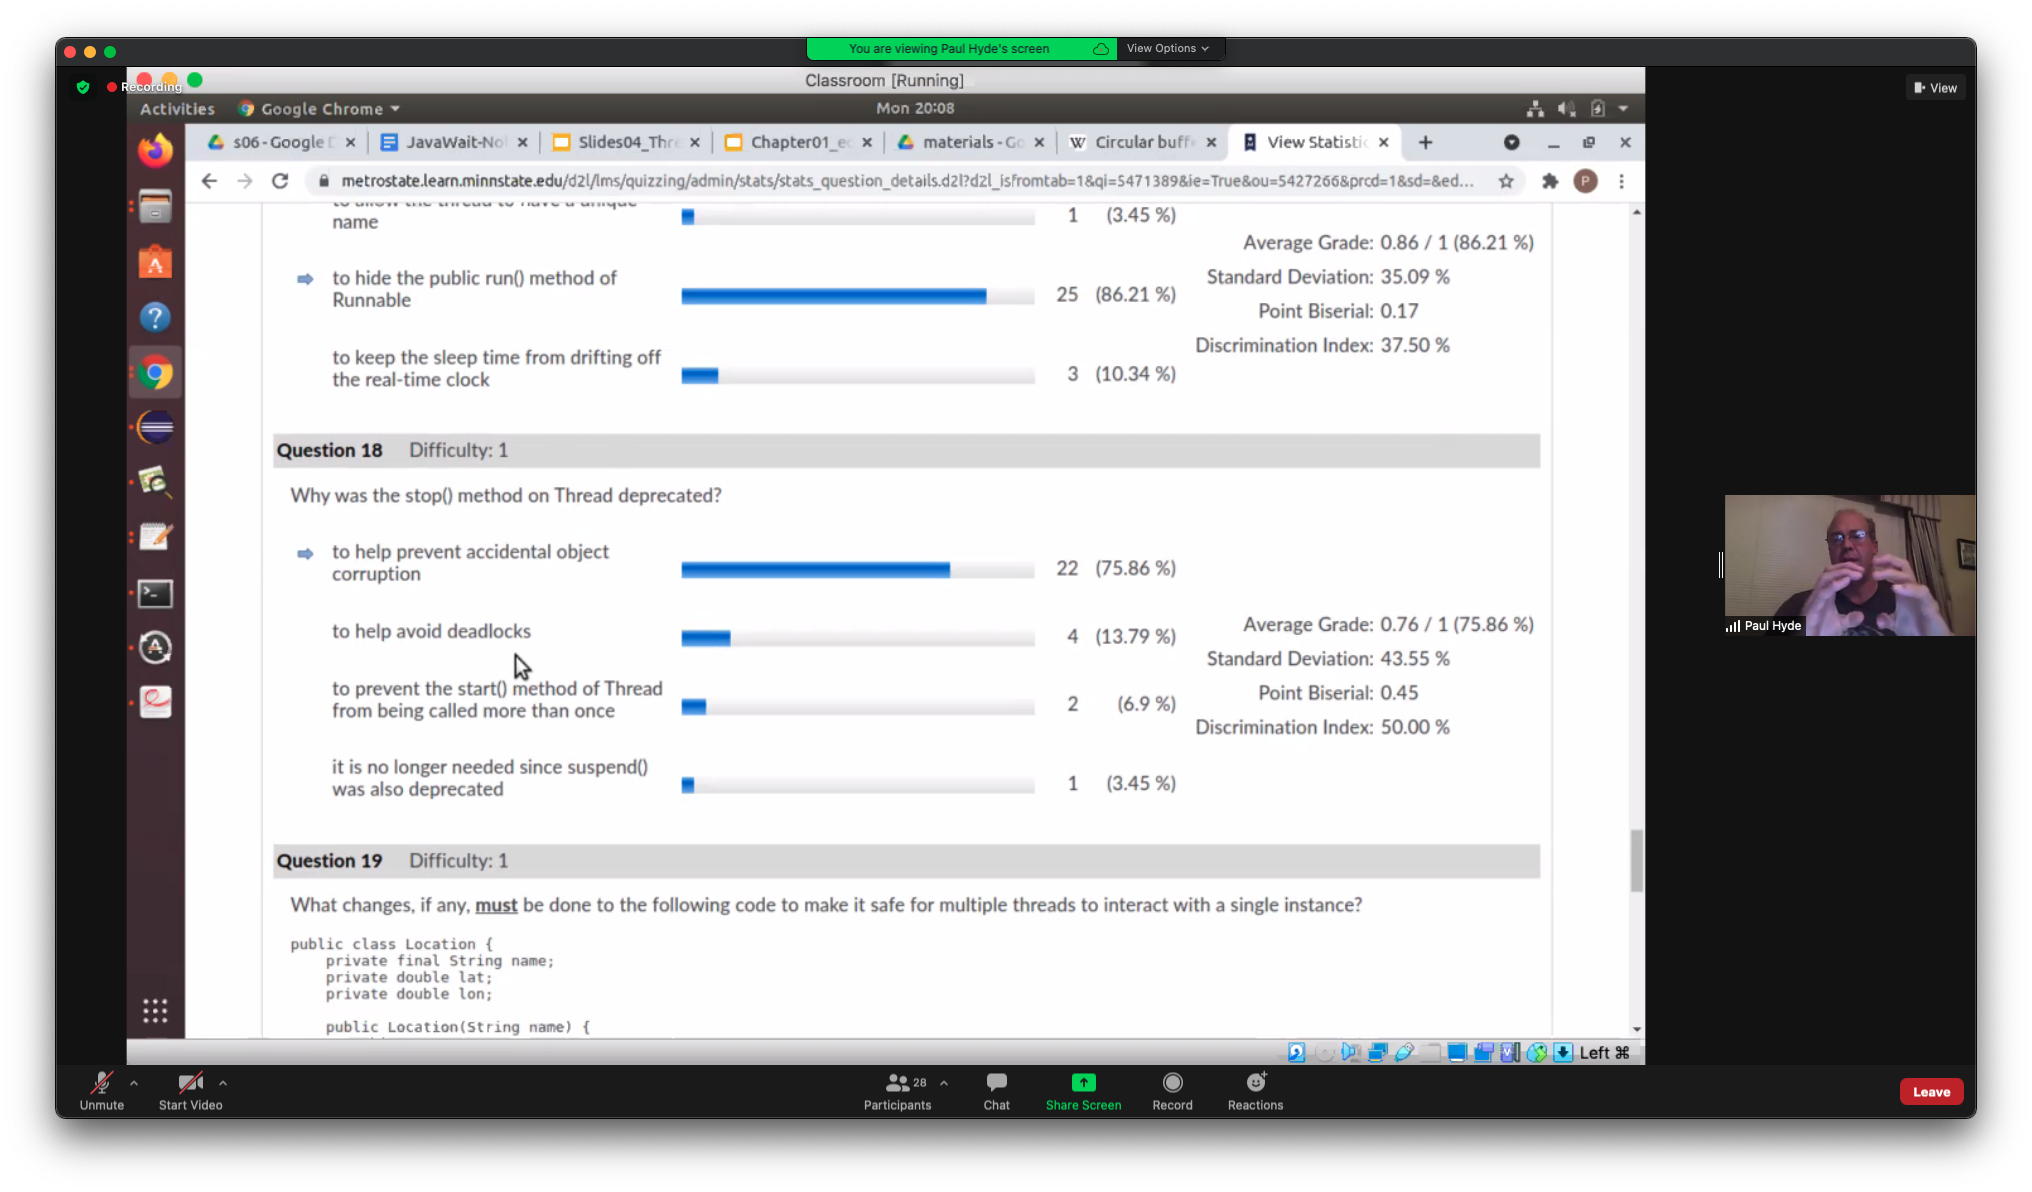 You are viewing Paul Hyde's screen
View Options
Classroom [Running]
Recording
View
Activities
Google Chrome
Mon 20:08
s06 - Google D
JavaWait-No
Slides04_Thre
Chapter01_e
materials - Go
Circular buff
View Statistic
metrostate.learn.minnstate.edu/d2l/lms/quizzing/admin/stats/stats_question_details.d2l?d2l_isfromtab=1&qi=5471389&ie=True&ou=5427266&prcd=1&sd=&ed...
P
to allow the thread to have a unique
name
1 (3.45 %)
Average Grade: 0.86 / 1 (86.21 %)
to hide the public run() method of
Runnable
25 (86.21 %)
Standard Deviation: 35.09 %
Point Biserial: 0.17
Discrimination Index: 37.50 %
to keep the sleep time from drifting off
the real-time clock
3 (10.34 %)
Question 18 Difficulty: 1
Why was the stop() method on Thread deprecated?
to help prevent accidental object
corruption
22 (75.86 %)
to help avoid deadlocks
4 (13.79 %)
Average Grade: 0.76 / 1 (75.86 %)
Standard Deviation: 43.55 %
Point Biserial: 0.45
Discrimination Index: 50.00 %
to prevent the start() method of Thread
from being called more than once
2 (6.9 %)
it is no longer needed since suspend()
was also deprecated
1 (3.45 %)
Paul Hyde
Question 19 Difficulty: 1
What changes, if any, must be done to the following code to make it safe for multiple threads to interact with a single instance?
public class Location {
private final String name;
private double lat;
private double lon;
public Location(String name) {
Left ⌘
Unmute
Start Video
28
Participants
Chat
Share Screen
Record
Reactions
Leave